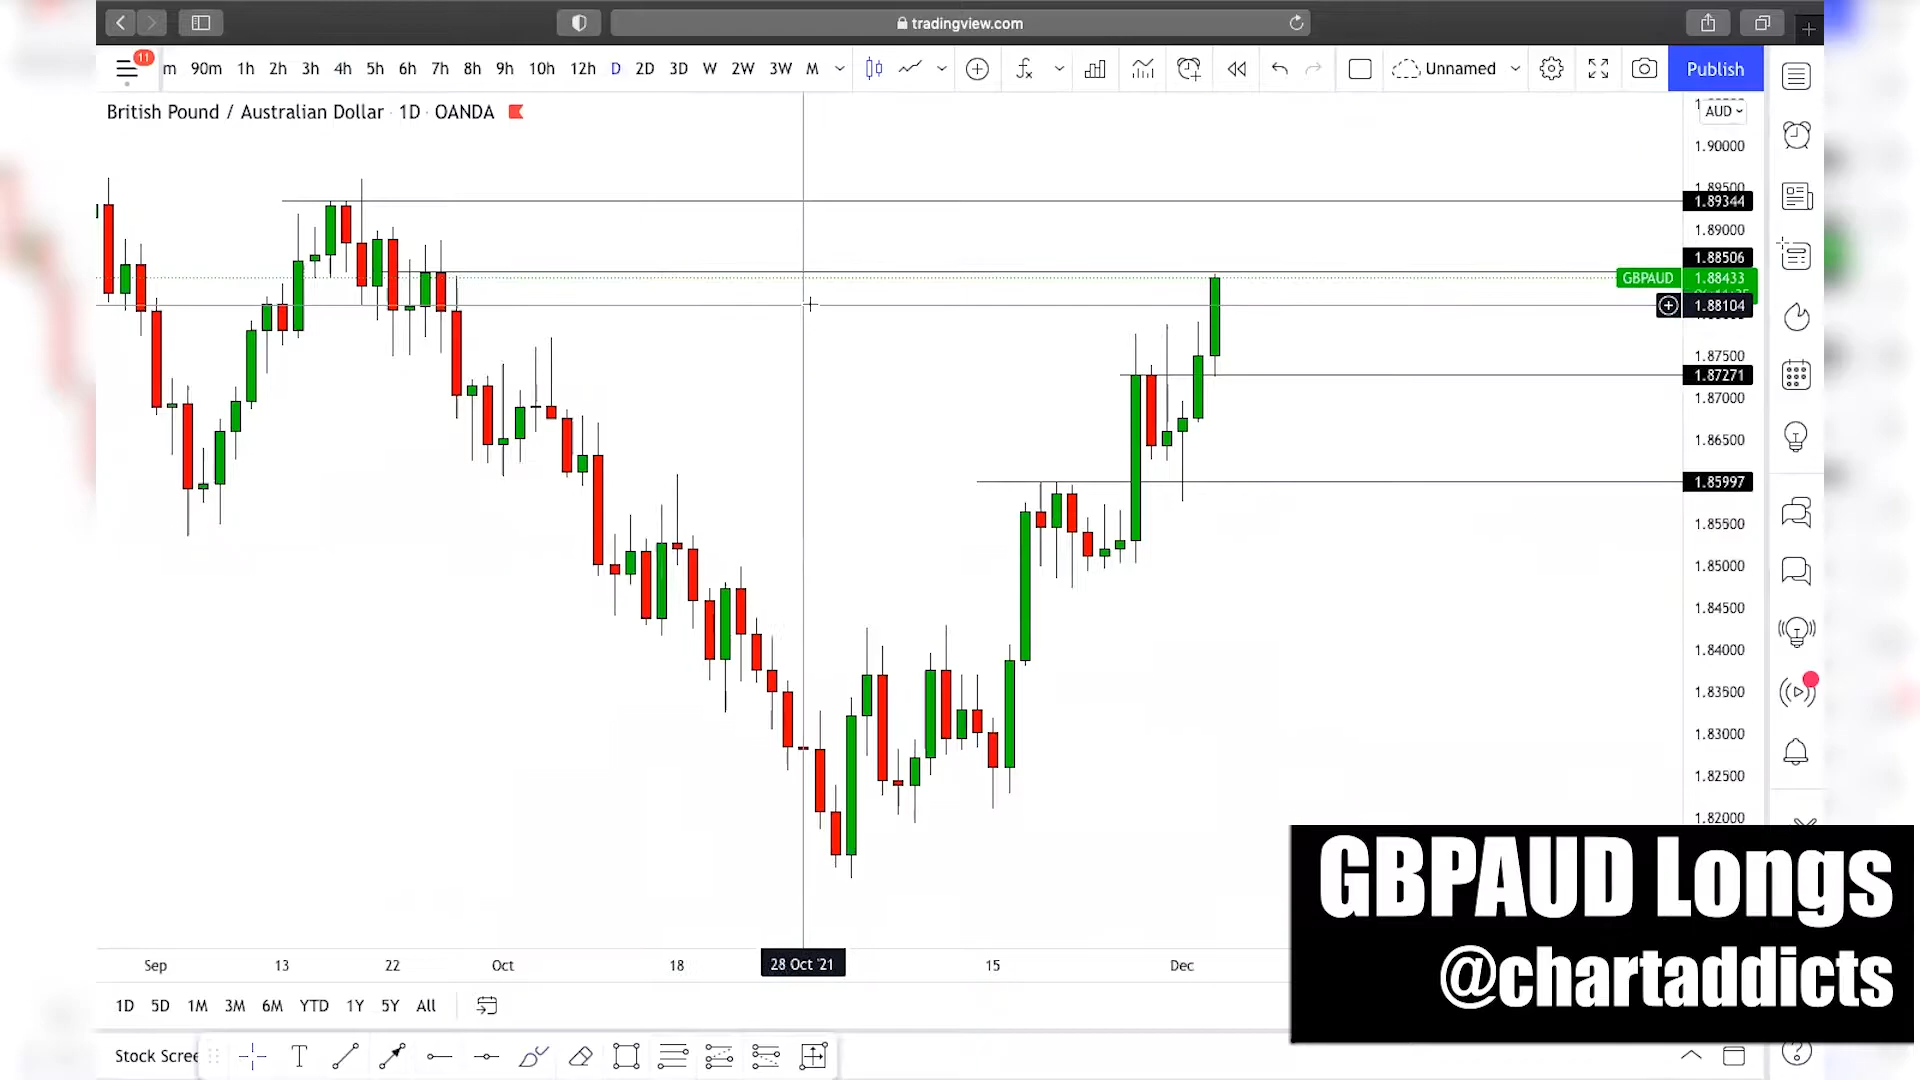 tradingview.com
11
m 90m 1h 2h 3h 4h 5h 6h 7h 8h 9h 10h 12h D 2D 3D W 2W 3W M
Unnamed
Publish
British Pound / Australian Dollar · 1D · OANDA
AUD
1.90000
1.89500
1.89344
1.89000
1.88506
GBPAUD 1.88433
1.88104
1.87500
1.87271
1.87000
1.86500
1.85997
1.85500
1.85000
1.84500
1.84000
1.83500
1.83000
1.82500
1.82000
GBPAUD Longs
@chartaddicts
Sep 13 22 Oct 18 28 Oct '21 15 Dec
1D 5D 1M 3M 6M YTD 1Y 5Y All
Stock Scree